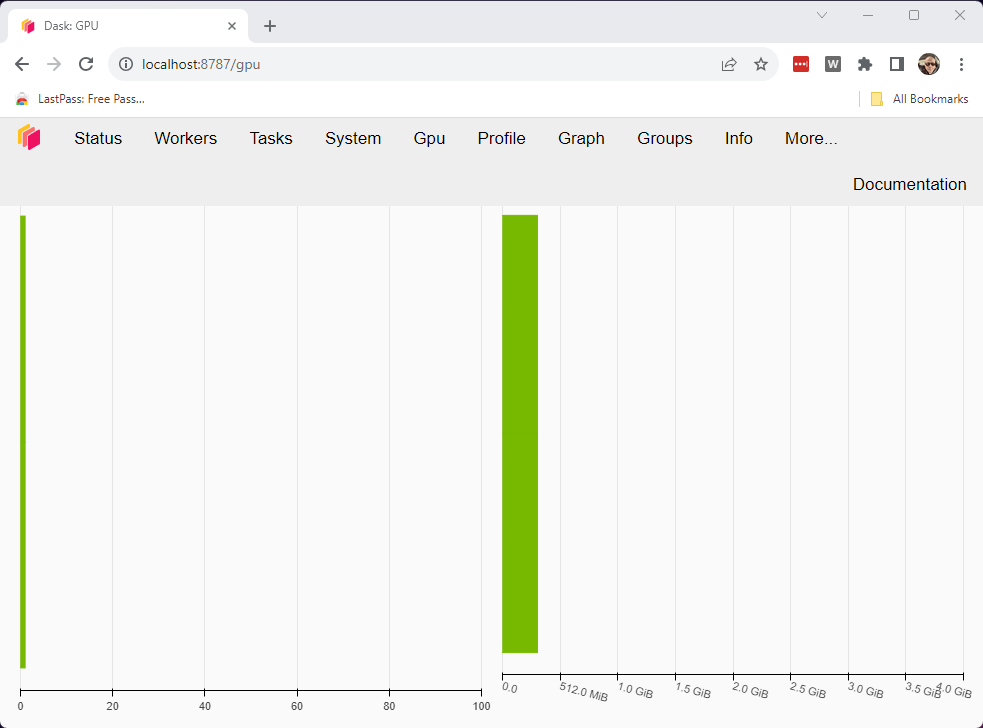 Dask: GPU
localhost:8787/gpu
W
LastPass: Free Pass...
All Bookmarks
Status Workers Tasks System Gpu Profile Graph Groups Info More...
Documentation
0.0 512.0 MiB 1.0 GiB 1.5 GiB 2.0 GiB 2.5 GiB 3.0 GiB 3.5 GiB 4.0 GiB
0 20 40 60 80 100